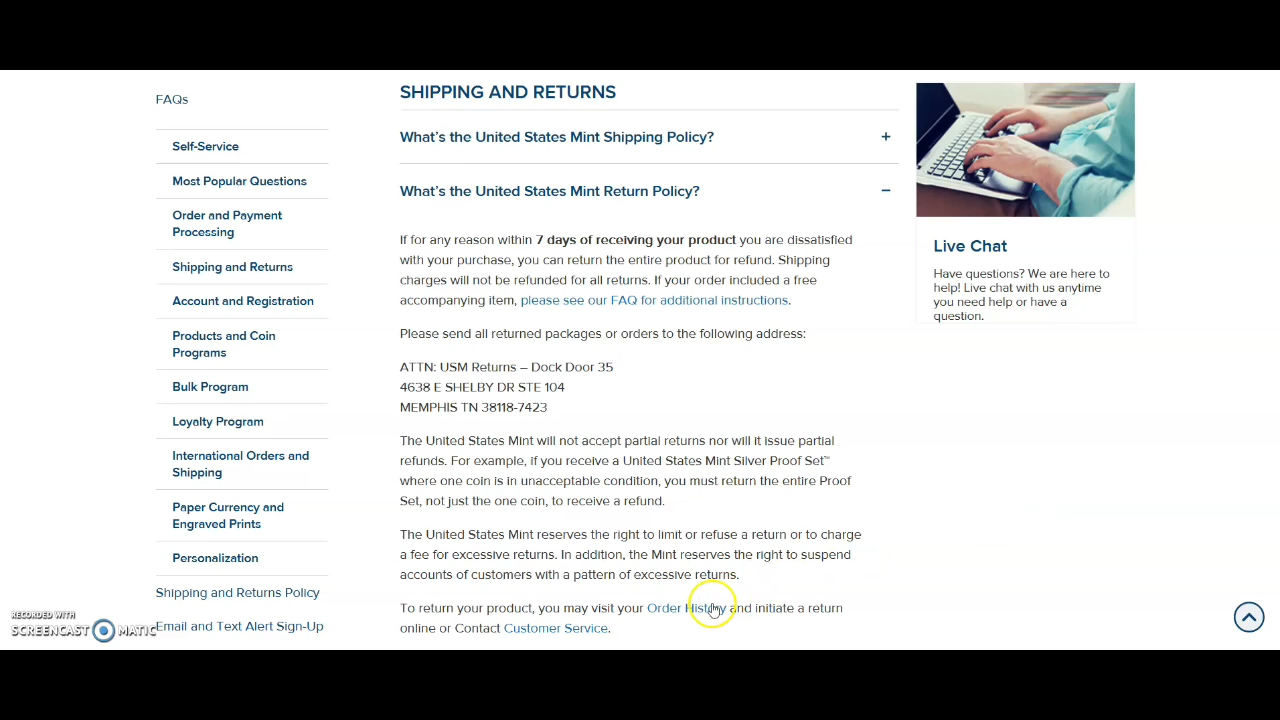 FAQs
Self-Service
Most Popular Questions
Order and Payment
Processing
Shipping and Returns
Account and Registration
Products and Coin
Programs
Bulk Program
Loyalty Program
International Orders and
Shipping
Paper Currency and
Engraved Prints
Personalization
Shipping and Returns Policy
Email and Text Alert Sign-Up
RECORDED WITH
SCREENCAST MATIC
SHIPPING AND RETURNS
What's the United States Mint Shipping Policy? +
What's the United States Mint Return Policy? −
If for any reason within 7 days of receiving your product you are dissatisfied
with your purchase, you can return the entire product for refund. Shipping
charges will not be refunded for all returns. If your order included a free
accompanying item, please see our FAQ for additional instructions.
Please send all returned packages or orders to the following address:
ATTN: USM Returns – Dock Door 35
4638 E SHELBY DR STE 104
MEMPHIS TN 38118-7423
The United States Mint will not accept partial returns nor will it issue partial
refunds. For example, if you receive a United States Mint Silver Proof Set™
where one coin is in unacceptable condition, you must return the entire Proof
Set, not just the one coin, to receive a refund.
The United States Mint reserves the right to limit or refuse a return or to charge
a fee for excessive returns. In addition, the Mint reserves the right to suspend
accounts of customers with a pattern of excessive returns.
To return your product, you may visit your Order History and initiate a return
online or Contact Customer Service.
Live Chat
Have questions? We are here to
help! Live chat with us anytime
you need help or have a
question.